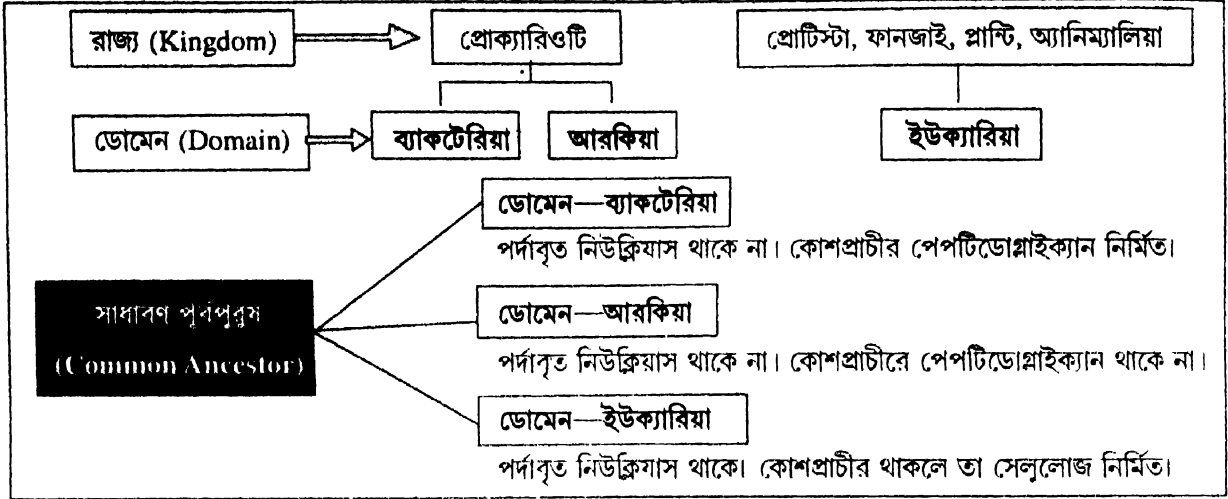 রাজ্য (Kingdom) প্রোক্যারিওটি প্রোটিস্টা, ফানজাই, প্লান্টি, অ্যানিম্যালিয়া
ডোমেন (Domain) ব্যাকটেরিয়া আরকিয়া ইউক্যারিয়া
ডোমেন—ব্যাকটেরিয়া
পর্দাবৃত নিউক্লিয়াস থাকে না। কোশপ্রাচীর পেপটিডোগ্লাইক্যান নির্মিত।
সাধারণ পূর্বপুরুষ
(Common Ancestor)
ডোমেন—আরকিয়া
পর্দাবৃত নিউক্লিয়াস থাকে না। কোশপ্রাচীরে পেপটিডোগ্লাইক্যান থাকে না।
ডোমেন—ইউক্যারিয়া
পর্দাবৃত নিউক্লিয়াস থাকে। কোশপ্রাচীর থাকলে তা সেলুলোজ নির্মিত।